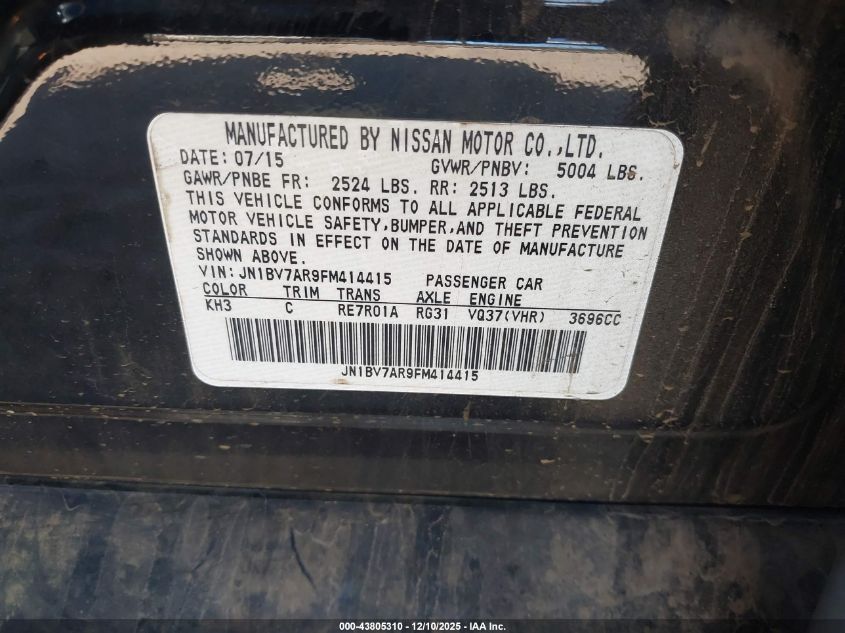 MANUFACTURED BY NISSAN MOTOR CO.,LTD.
DATE: 07/15 GVWR/PNBV: 5004 LBS.
GAWR/PNBE FR: 2524 LBS. RR: 2513 LBS.
THIS VEHICLE CONFORMS TO ALL APPLICABLE FEDERAL
MOTOR VEHICLE SAFETY,BUMPER,AND THEFT PREVENTION
STANDARDS IN EFFECT ON THE DATE OF MANUFACTURE
SHOWN ABOVE.
VIN: JN1BV7AR9FM414415 PASSENGER CAR
COLOR TRIM TRANS AXLE ENGINE
KH3 C RE7R01A RG31 VQ37(VHR) 3696CC
JN1BV7AR9FM414415
000-43805310 - 12/10/2025 - IAA Inc.